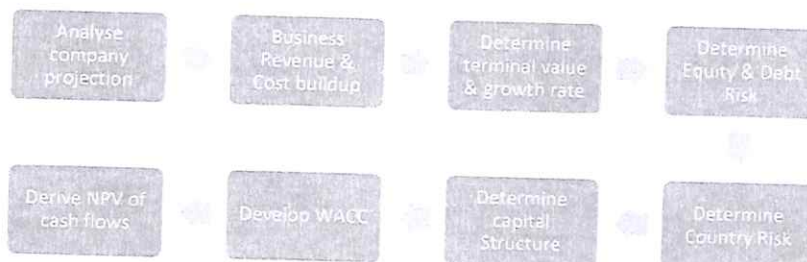 Analyse
company
projection
Business
Revenue &
Cost buildup
Determine
terminal value
& growth rate
Determine
Equity & Debt
Risk
Determine
Country Risk
Determine
capital
Structure
Develop WACC
Derive NPV of
cash flows